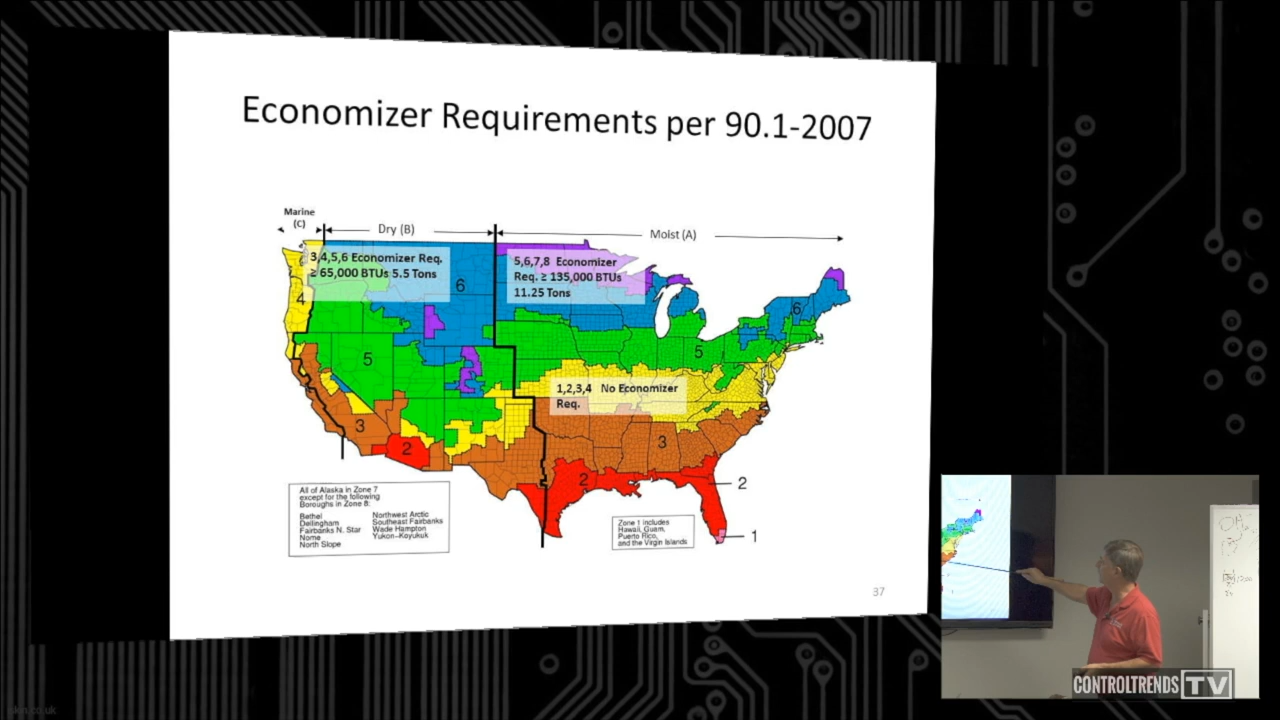 Economizer Requirements per 90.1-2007
Marine
(C)
Dry (B)
Moist (A)
3,4,5,6 Economizer Req.
≥ 65,000 BTUs 5.5 Tons
5,6,7,8 Economizer
Req. ≥ 135,000 BTUs
11.25 Tons
6
6
4
5
5
1,2,3,4 No Economizer
Req.
3
3
2
2
2
1
All of Alaska in Zone 7
except for the following
Boroughs in Zone 8:
Bethel Northwest Arctic
Dellingham Southeast Fairbanks
Fairbanks N. Star Wade Hampton
Nome Yukon-Koyukuk
North Slope
Zone 1 includes
Hawaii, Guam,
Puerto Rico,
and the Virgin Islands
37
CONTROLTRENDS TV